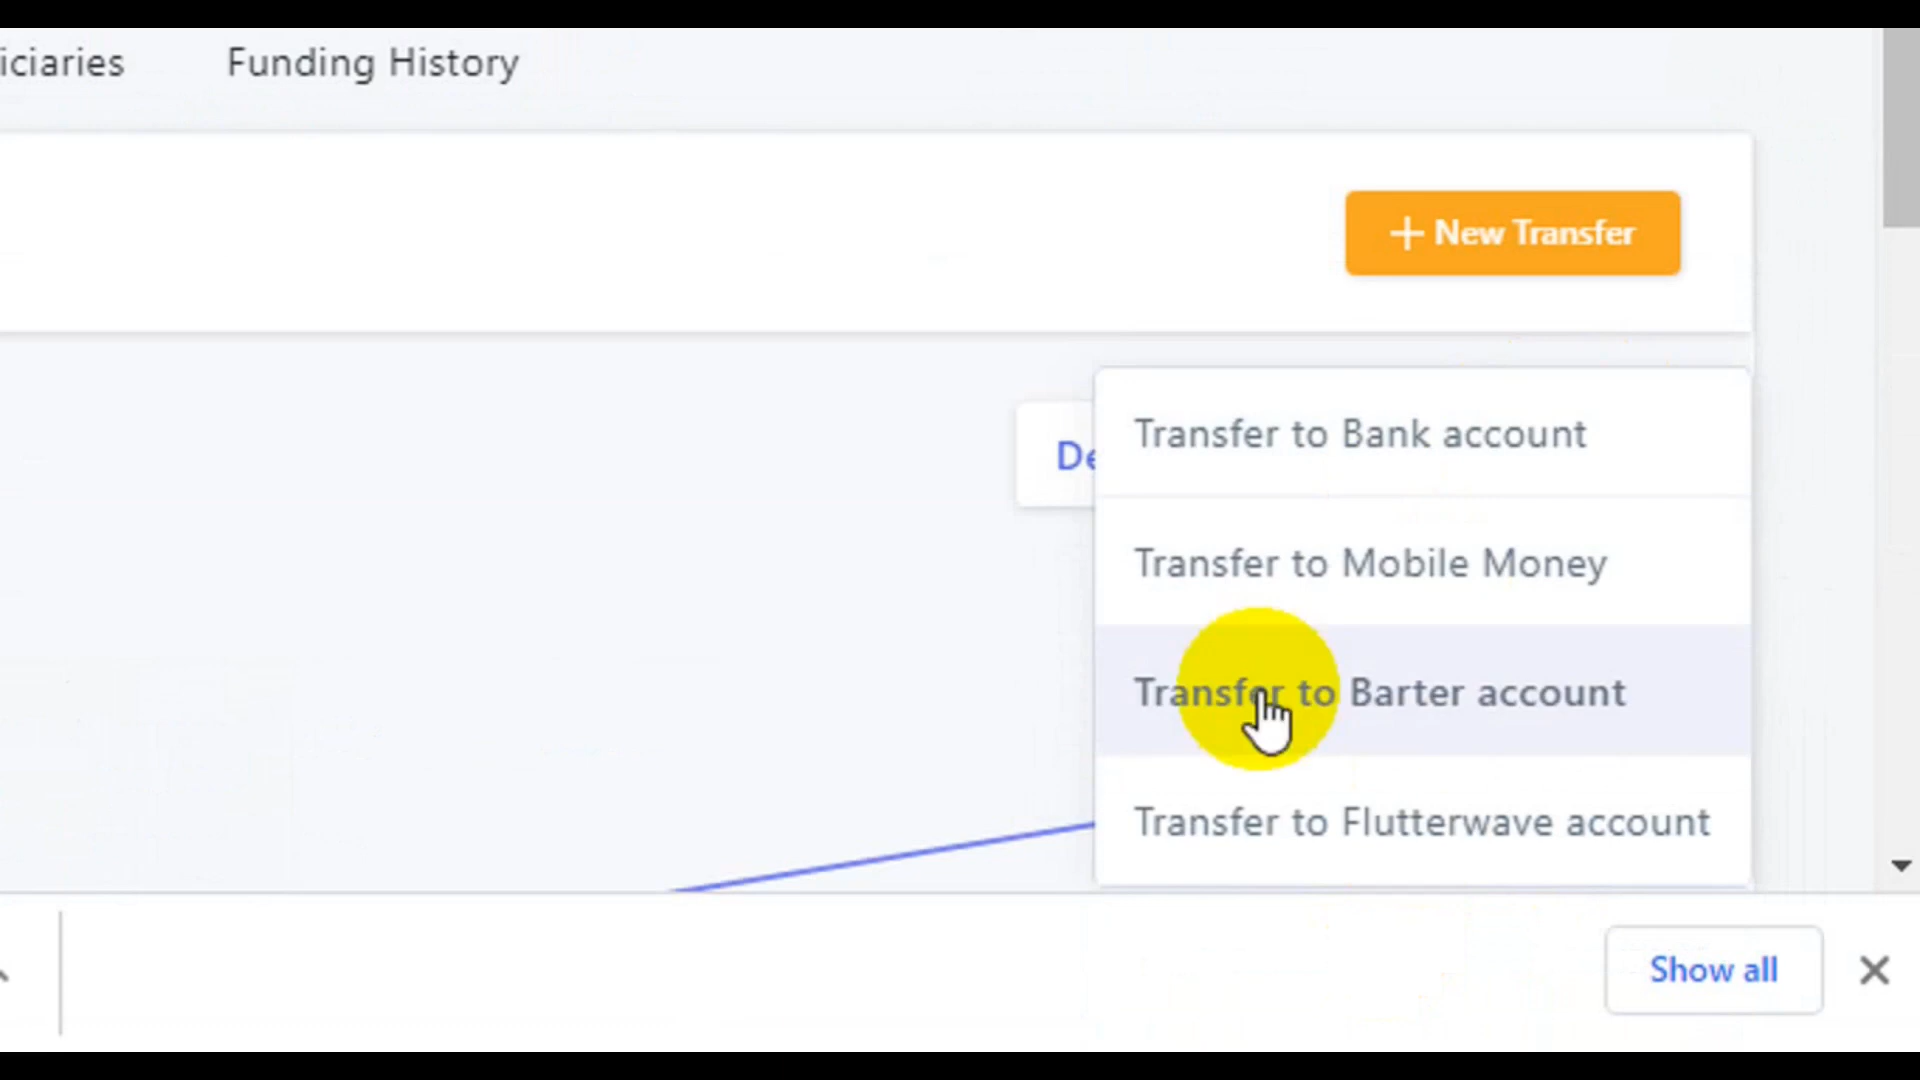 iciaries Funding History
+ New Transfer
Transfer to Bank account
De
Transfer to Mobile Money
Transfer to Barter account
Transfer to Flutterwave account
Show all